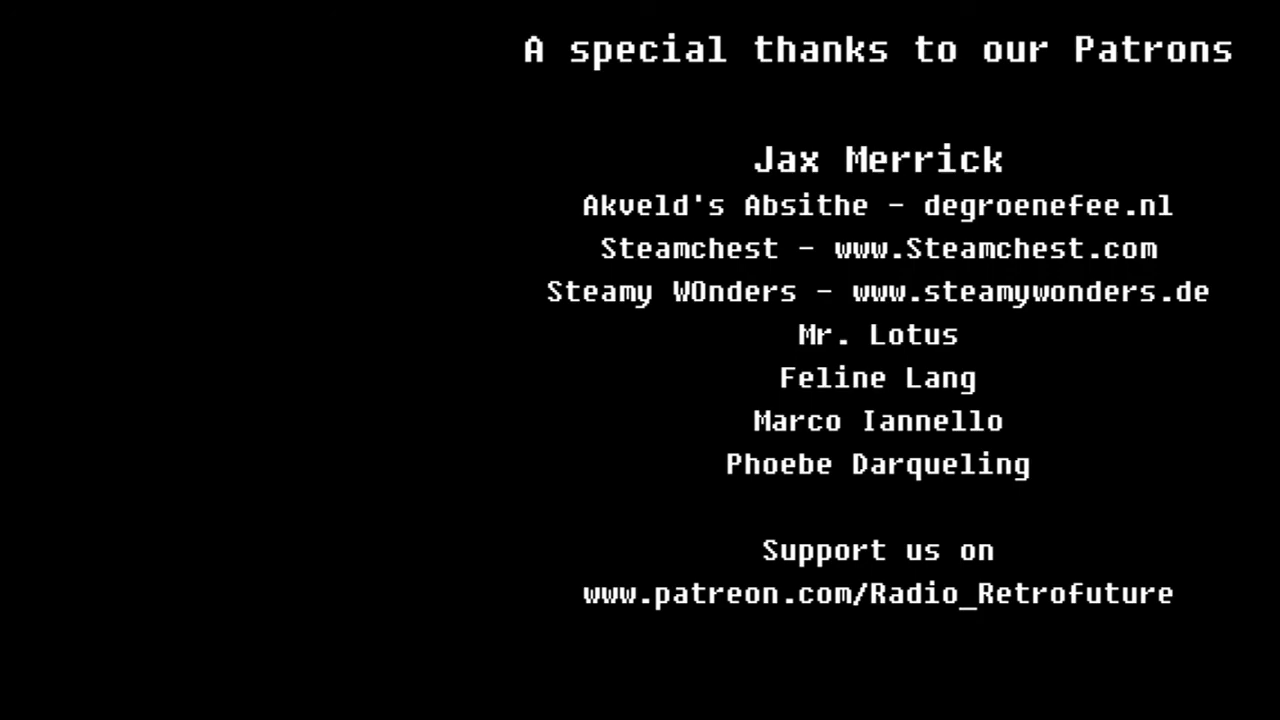 A special thanks to our Patrons
Jax Merrick
Akveld's Absithe - degroenefee.nl
Steamchest - www.Steamchest.com
Steamy WOnders - www.steamywonders.de
Mr. Lotus
Feline Lang
Marco Iannello
Phoebe Darqueling
Support us on
www.patreon.com/Radio_Retrofuture